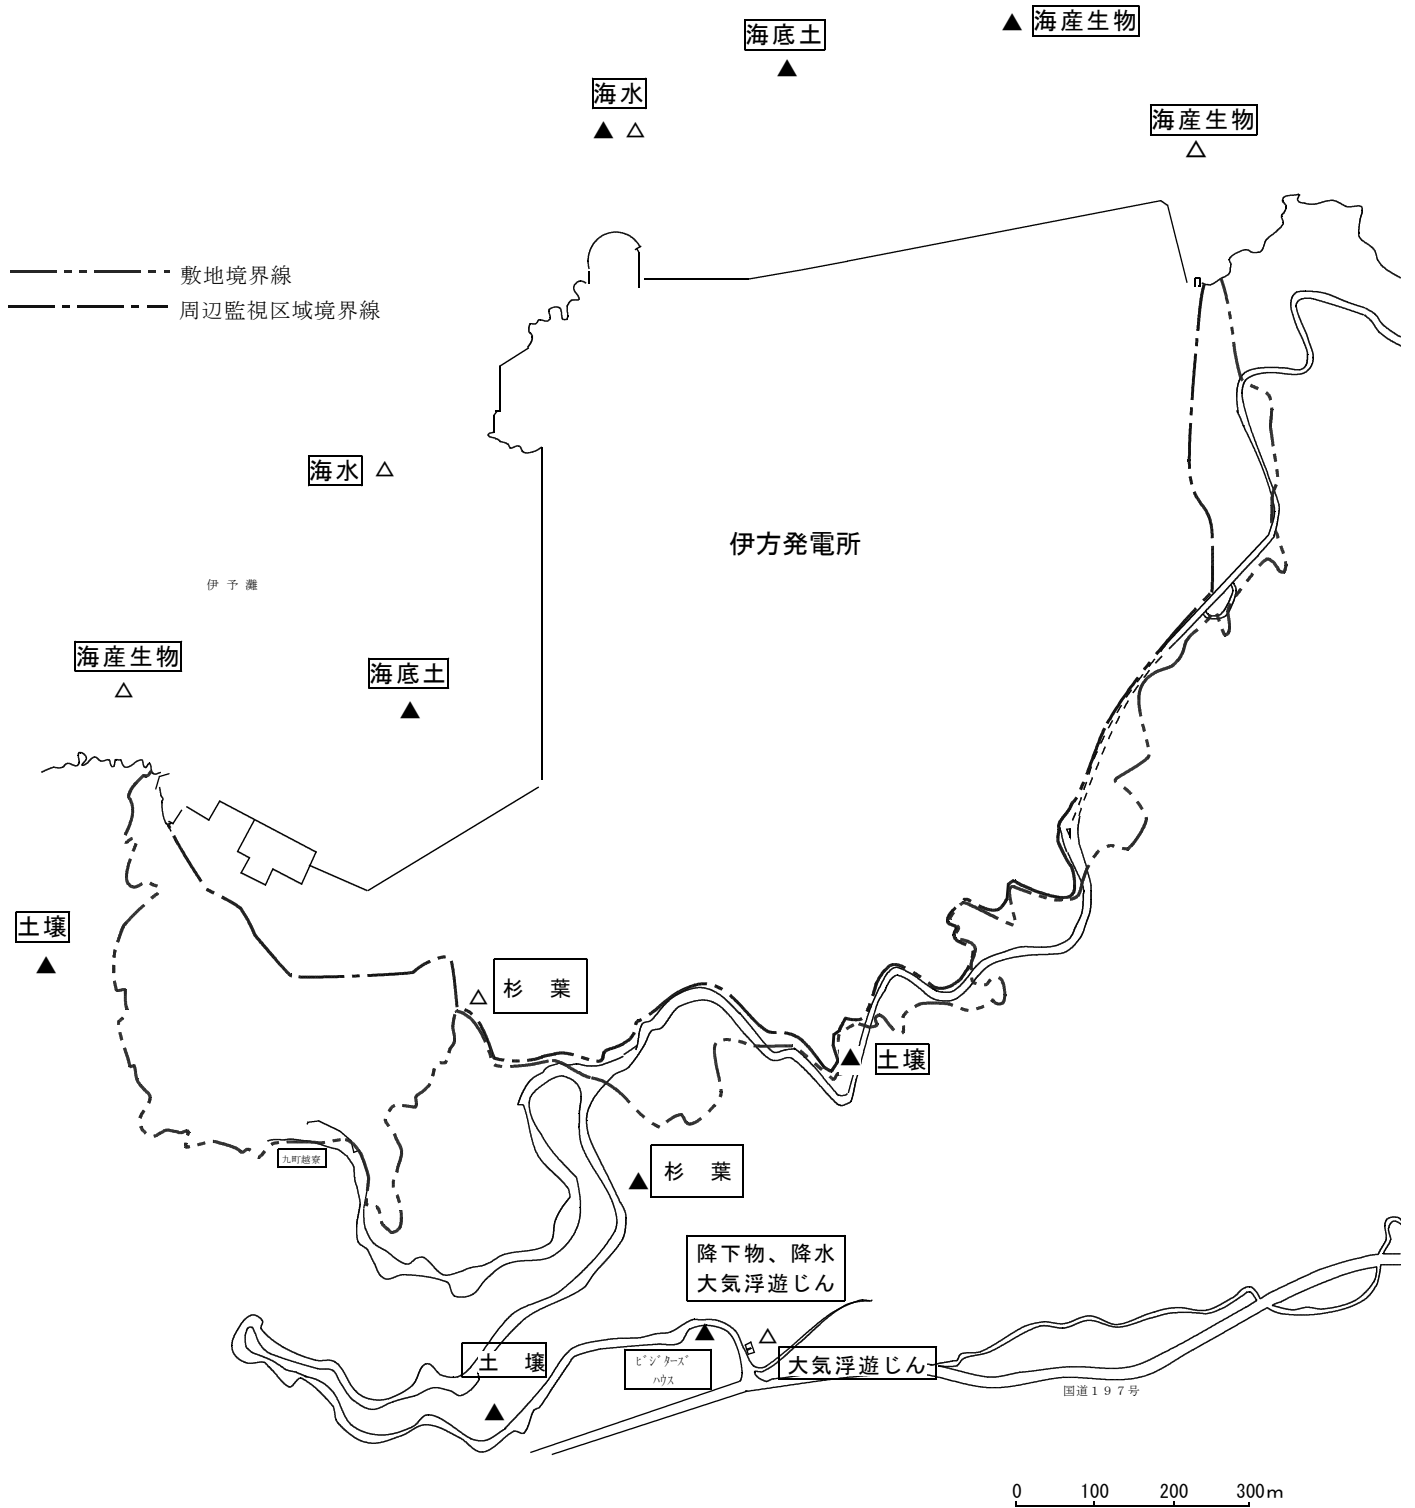 海産生物
海底土
海水
海産生物
敷地境界線
周辺監視区域境界線
海水
伊方発電所
伊予灘
海産生物
海底土
土壌
杉 葉
土壌
九町越寮
杉 葉
降下物、降水
大気浮遊じん
土 壌
ビジターズ
ハウス
大気浮遊じん
国道197号
0 100 200 300m